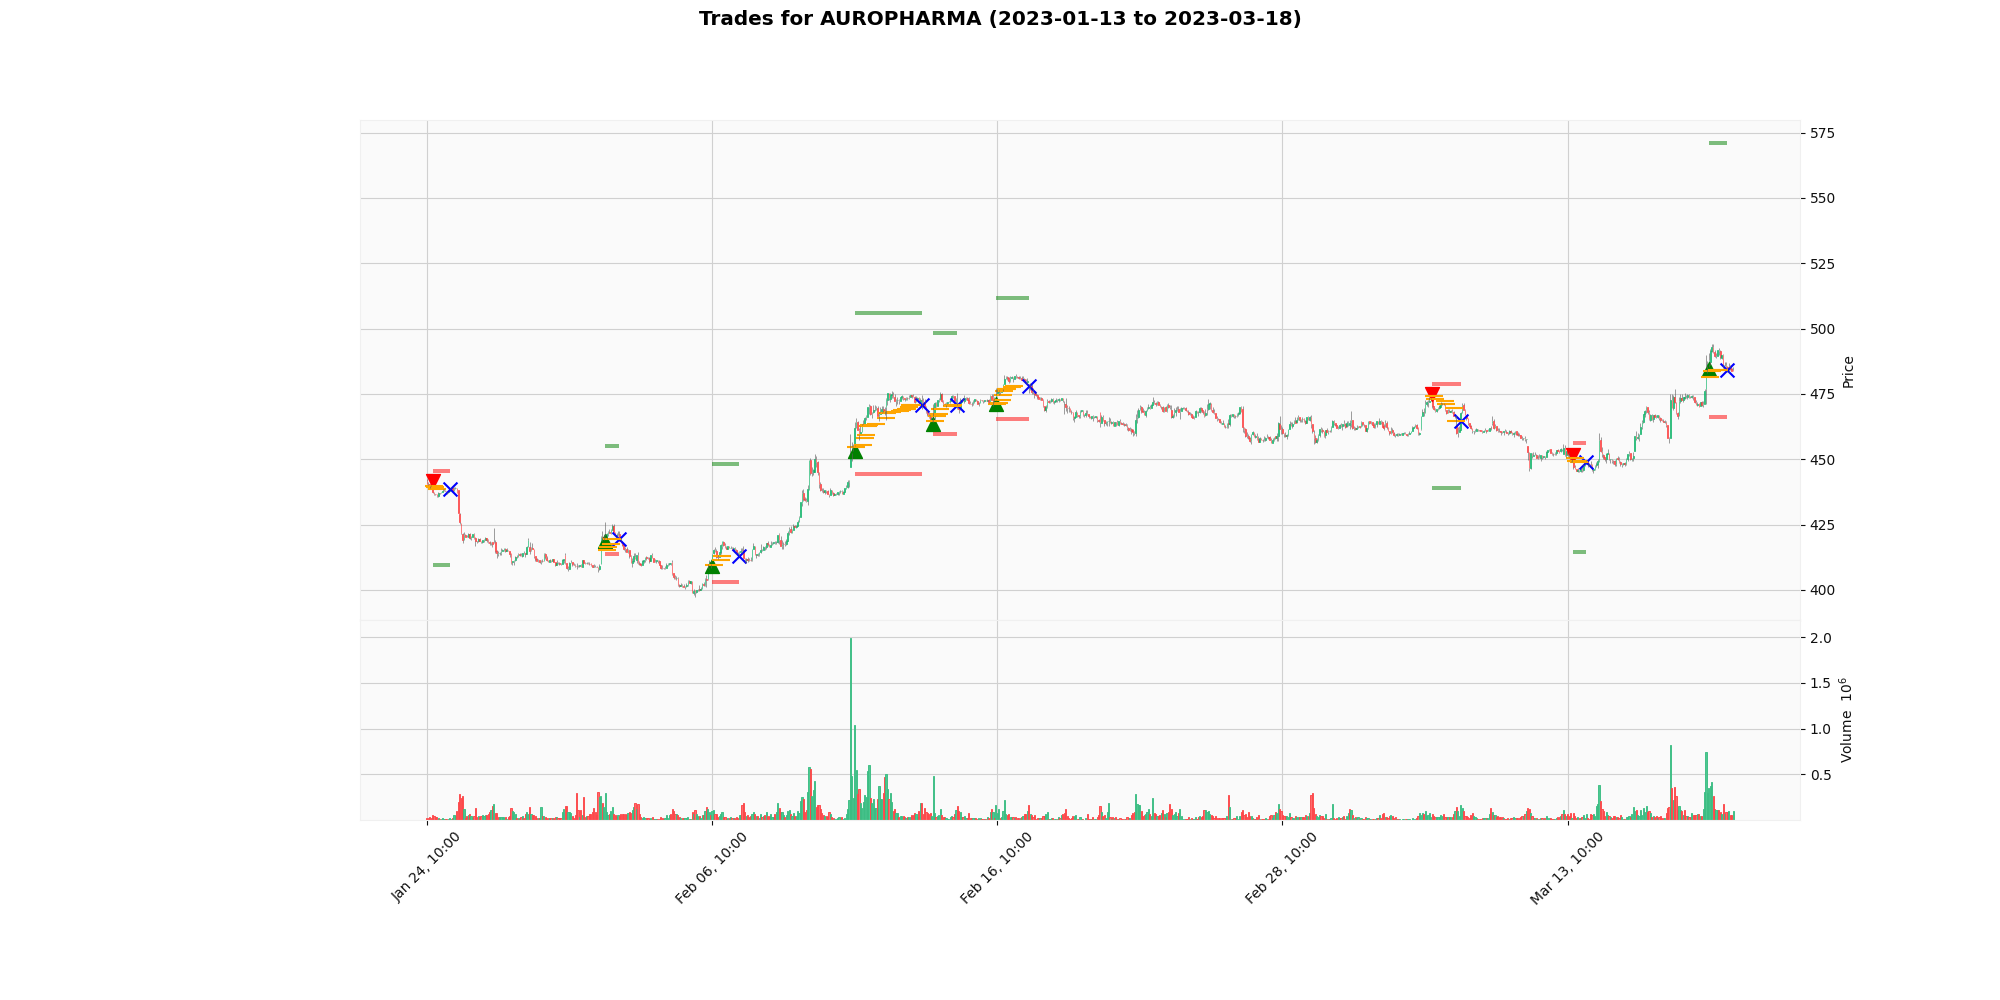 Trades for AUROPHARMA (2023-01-13 to 2023-03-18)
575
550
525
500
475
450
425
400
Price
2.0
1.5
1.0
0.5
Volume 10^6
Jan 24, 10:00
Feb 06, 10:00
Feb 16, 10:00
Feb 28, 10:00
Mar 13, 10:00